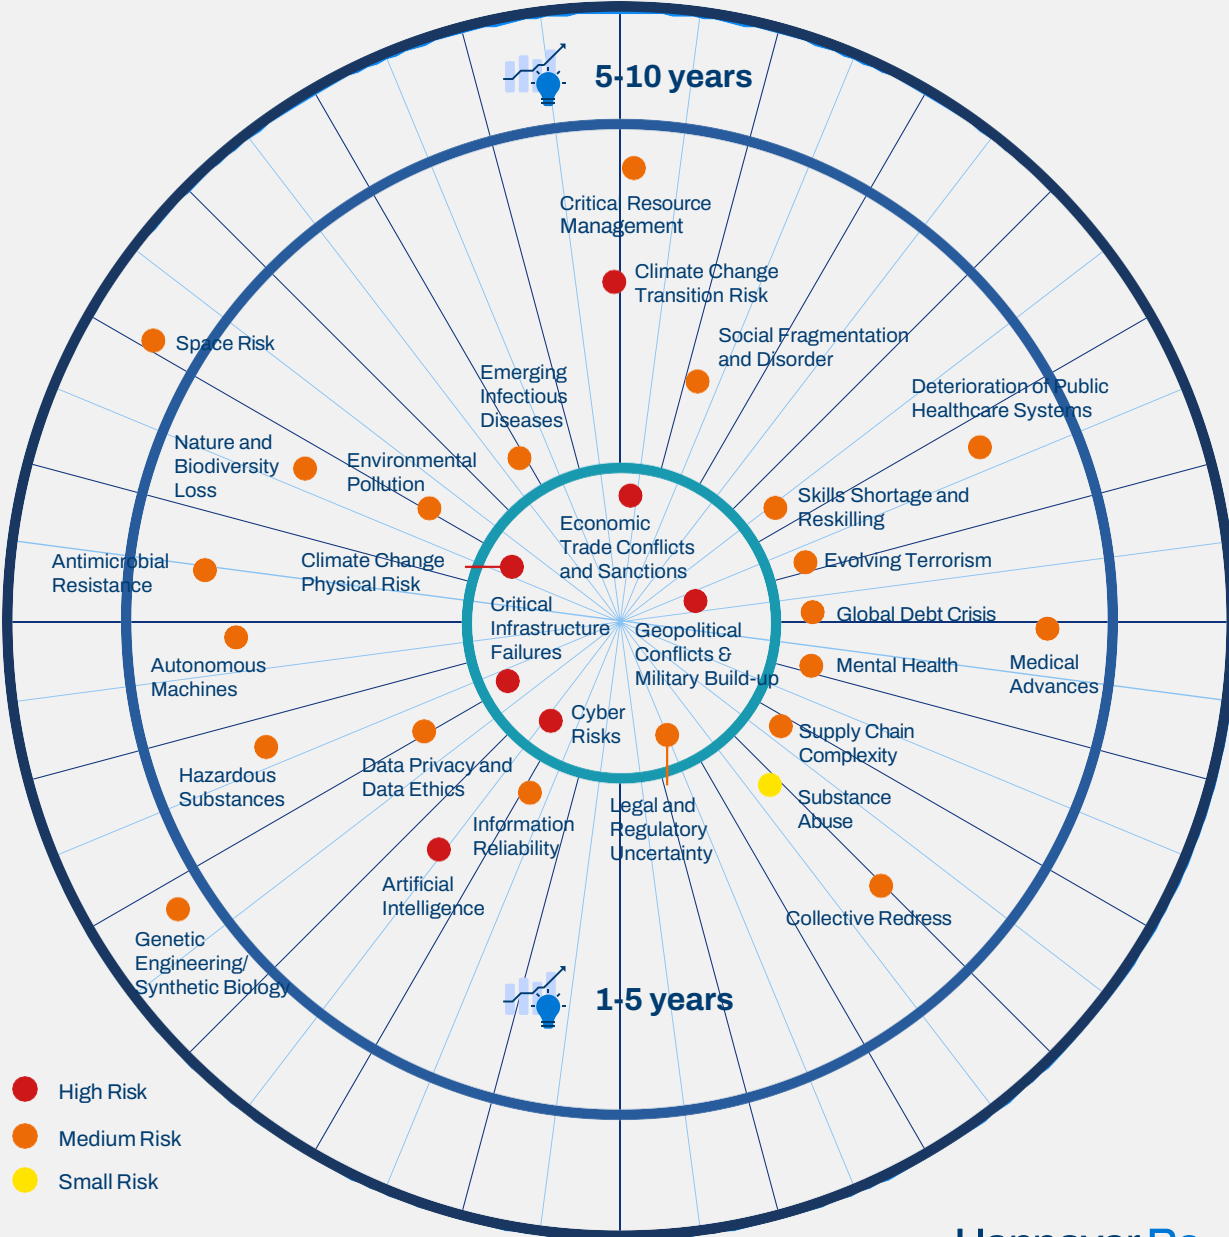 5-10 years
Critical Resource
Management
Climate Change
Transition Risk
Social Fragmentation
and Disorder
Space Risk
Emerging
Infectious
Diseases
Deterioration of Public
Healthcare Systems
Nature and
Biodiversity
Loss
Environmental
Pollution
Skills Shortage and
Reskilling
Economic
Trade Conflicts
and Sanctions
Antimicrobial
Resistance
Climate Change
Physical Risk
Evolving Terrorism
Critical
Infrastructure
Failures
Global Debt Crisis
Geopolitical
Conflicts &
Military Build-up
Autonomous
Machines
Mental Health
Medical
Advances
Cyber
Risks
Supply Chain
Complexity
Hazardous
Substances
Data Privacy and
Data Ethics
Legal and
Regulatory
Uncertainty
Substance
Abuse
Information
Reliability
Artificial
Intelligence
Collective Redress
Genetic
Engineering/
Synthetic Biology
1-5 years
High Risk
Medium Risk
Small Risk